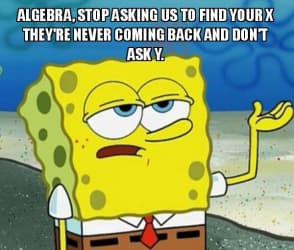 ALGEBRA, STOP ASKING US TO FIND YOUR X
THEY'RE NEVER COMING BACK AND DON'T
ASK Y.